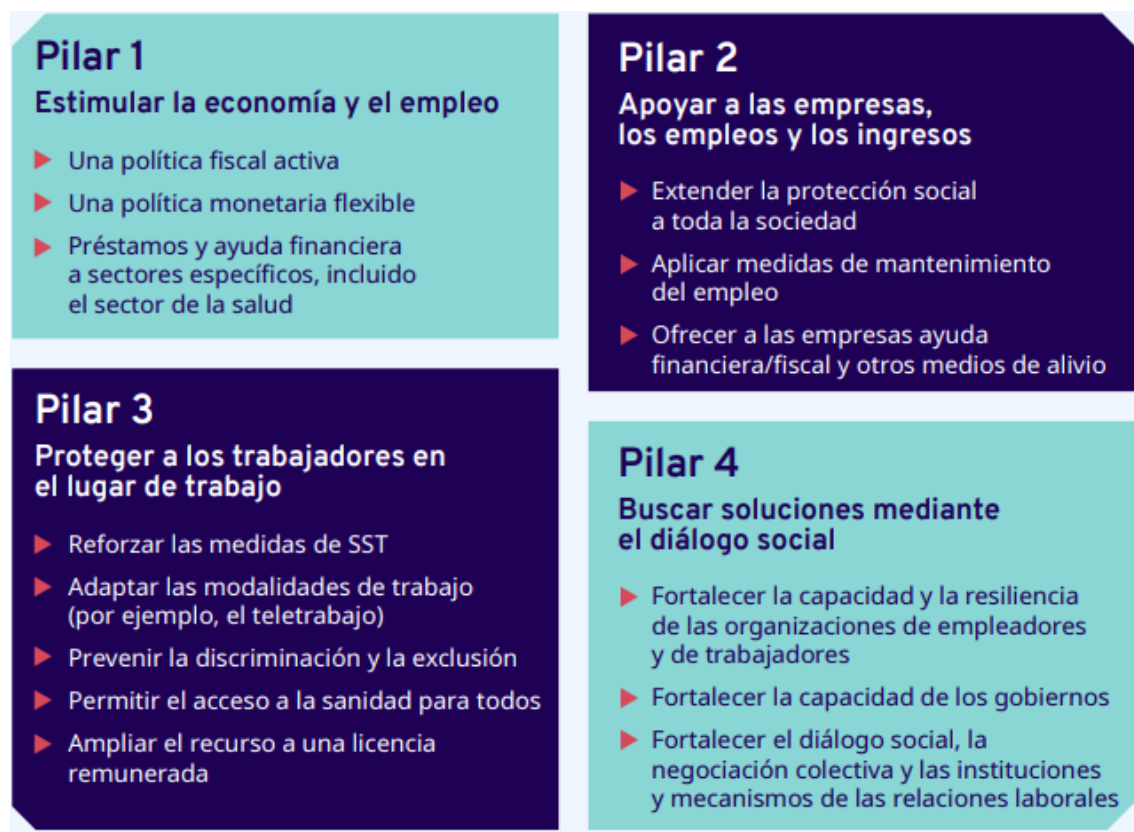 Pilar 1
Estimular la economía y el empleo
Una política fiscal activa
Una política monetaria flexible
Préstamos y ayuda financiera
a sectores específicos, incluido
el sector de la salud
Pilar 2
Apoyar a las empresas,
los empleos y los ingresos
Extender la protección social
a toda la sociedad
Aplicar medidas de mantenimiento
del empleo
Ofrecer a las empresas ayuda
financiera/fiscal y otros medios de alivio
Pilar 3
Proteger a los trabajadores en
el lugar de trabajo
Reforzar las medidas de SST
Adaptar las modalidades de trabajo
(por ejemplo, el teletrabajo)
Prevenir la discriminación y la exclusión
Permitir el acceso a la sanidad para todos
Ampliar el recurso a una licencia
remunerada
Pilar 4
Buscar soluciones mediante
el diálogo social
Fortalecer la capacidad y la resiliencia
de las organizaciones de empleadores
y de trabajadores
Fortalecer la capacidad de los gobiernos
Fortalecer el diálogo social, la
negociación colectiva y las instituciones
y mecanismos de las relaciones laborales